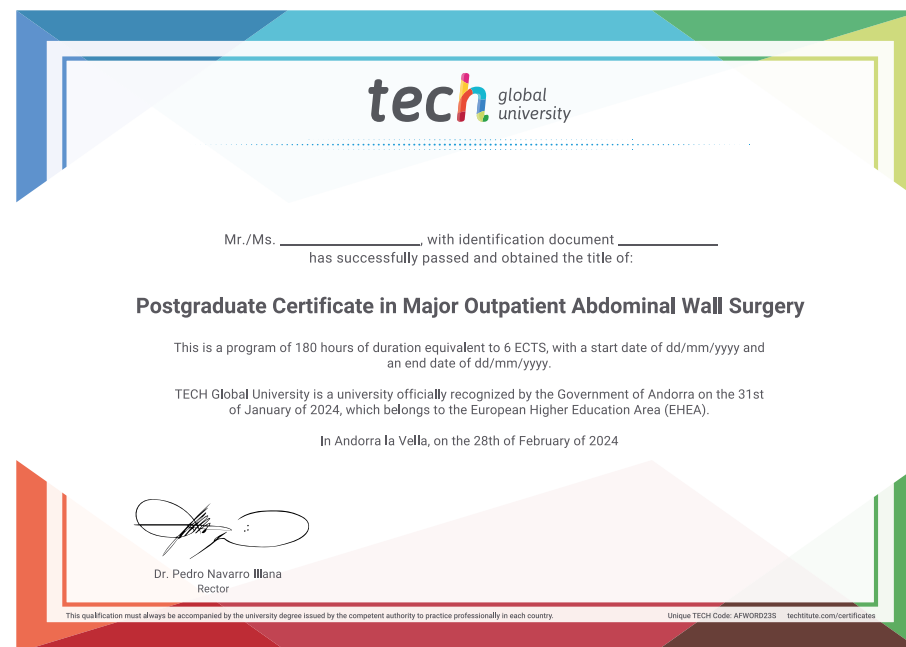 tech global
university
Mr./Ms. ________________, with identification document ____________
has successfully passed and obtained the title of:
Postgraduate Certificate in Major Outpatient Abdominal Wall Surgery
This is a program of 180 hours of duration equivalent to 6 ECTS, with a start date of dd/mm/yyyy and
an end date of dd/mm/yyyy.
TECH Global University is a university officially recognized by the Government of Andorra on the 31st
of January of 2024, which belongs to the European Higher Education Area (EHEA).
In Andorra la Vella, on the 28th of February of 2024
Dr. Pedro Navarro Illana
Rector
This qualification must always be accompanied by the university degree issued by the competent authority to practice professionally in each country.
Unique TECH Code: AFWORD23S techtitute.com/certificates